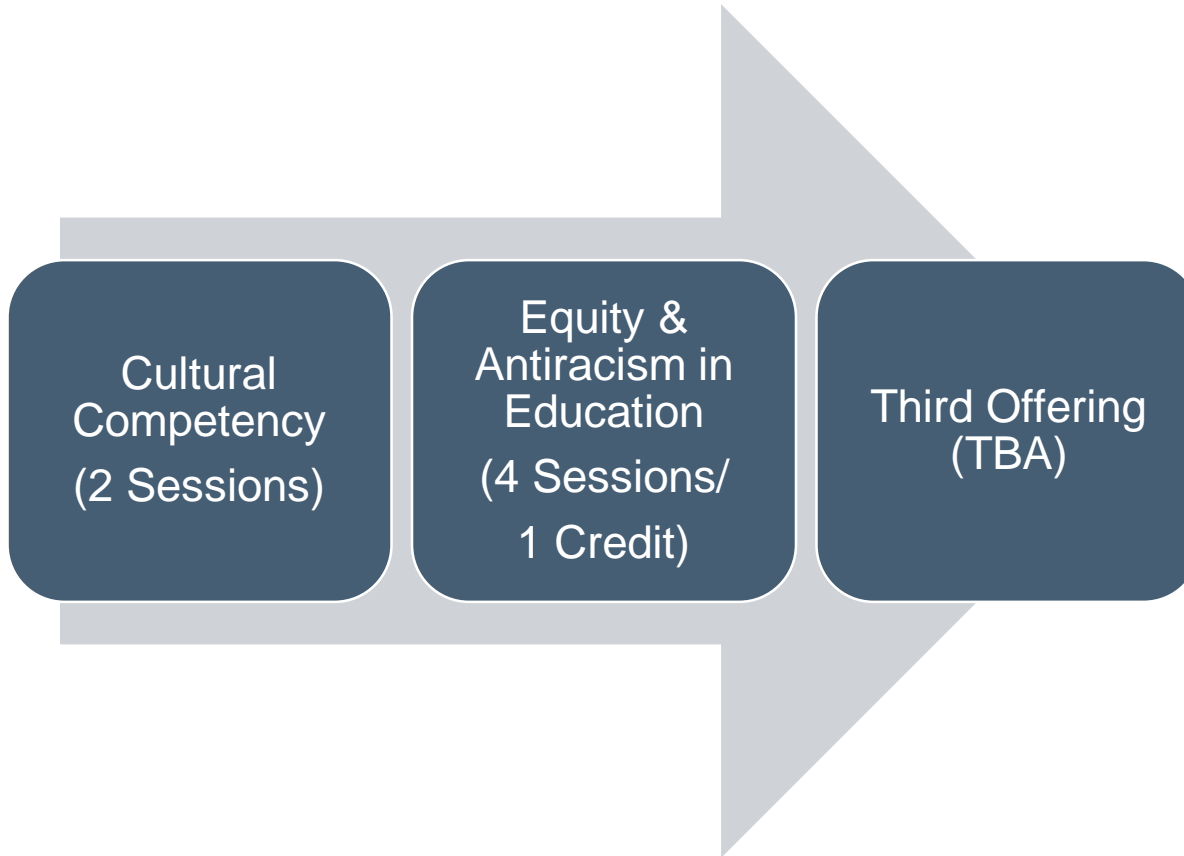 Cultural
Competency
(2 Sessions)
Equity &
Antiracism in
Education
(4 Sessions/
1 Credit)
Third Offering
(TBA)